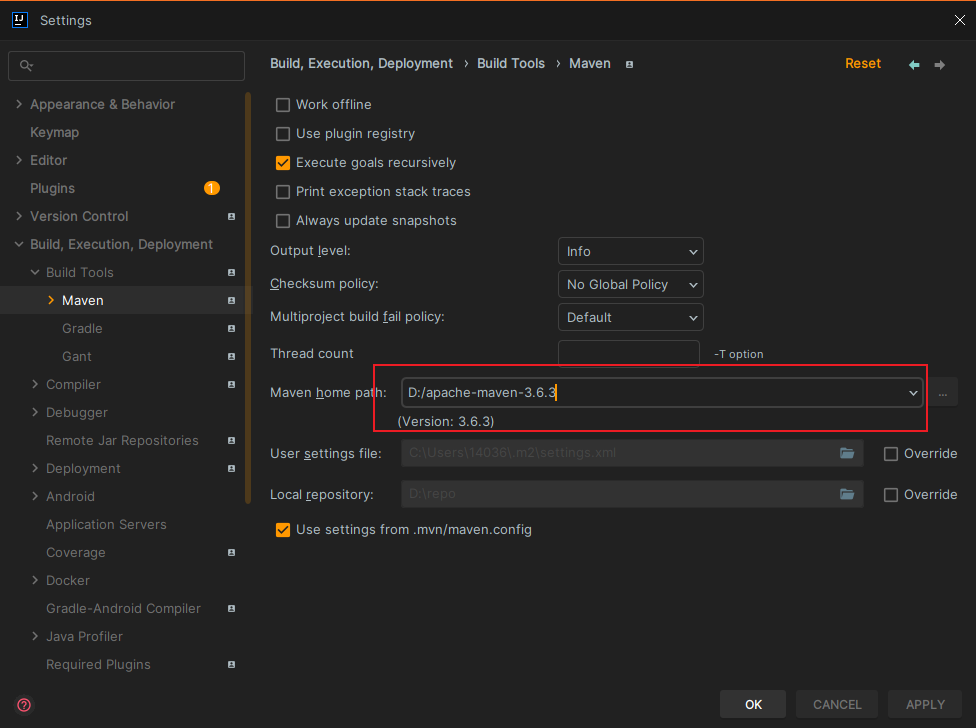 Settings
Build, Execution, Deployment › Build Tools › Maven
Reset
Appearance & Behavior
Keymap
Editor
Plugins 1
Version Control
Build, Execution, Deployment
Build Tools
Maven
Gradle
Gant
Compiler
Debugger
Remote Jar Repositories
Deployment
Android
Application Servers
Coverage
Docker
Gradle-Android Compiler
Java Profiler
Required Plugins
Work offline
Use plugin registry
Execute goals recursively
Print exception stack traces
Always update snapshots
Output level: Info
Checksum policy: No Global Policy
Multiproject build fail policy: Default
Thread count -T option
Maven home path: D:/apache-maven-3.6.3 ...
(Version: 3.6.3)
User settings file: C:\Users\14036\.m2\settings.xml Override
Local repository: D:\repo Override
Use settings from .mvn/maven.config
? OK CANCEL APPLY